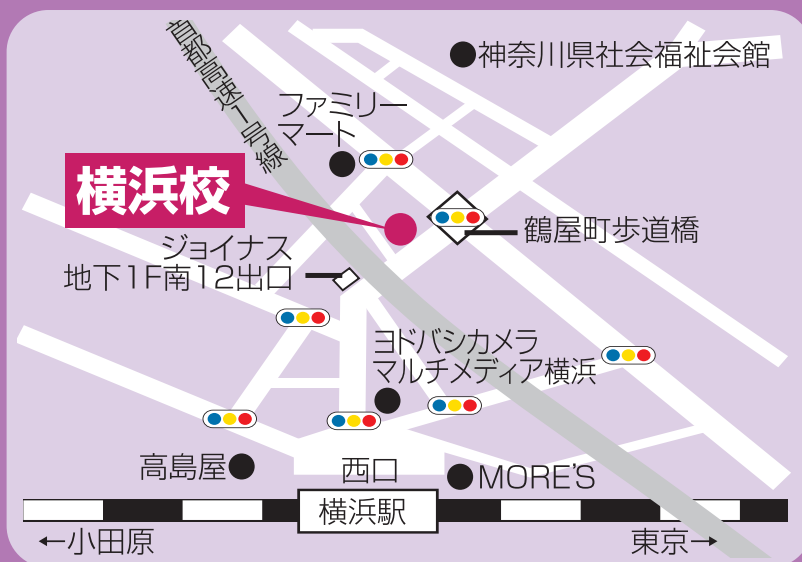 首都高速1号線
神奈川県社会福祉会館
ファミリー
マート
横浜校
鶴屋町歩道橋
ジョイナス
地下1F南12出口
ヨドバシカメラ
マルチメディア横浜
高島屋
西口
MORE'S
横浜駅
←小田原
東京→